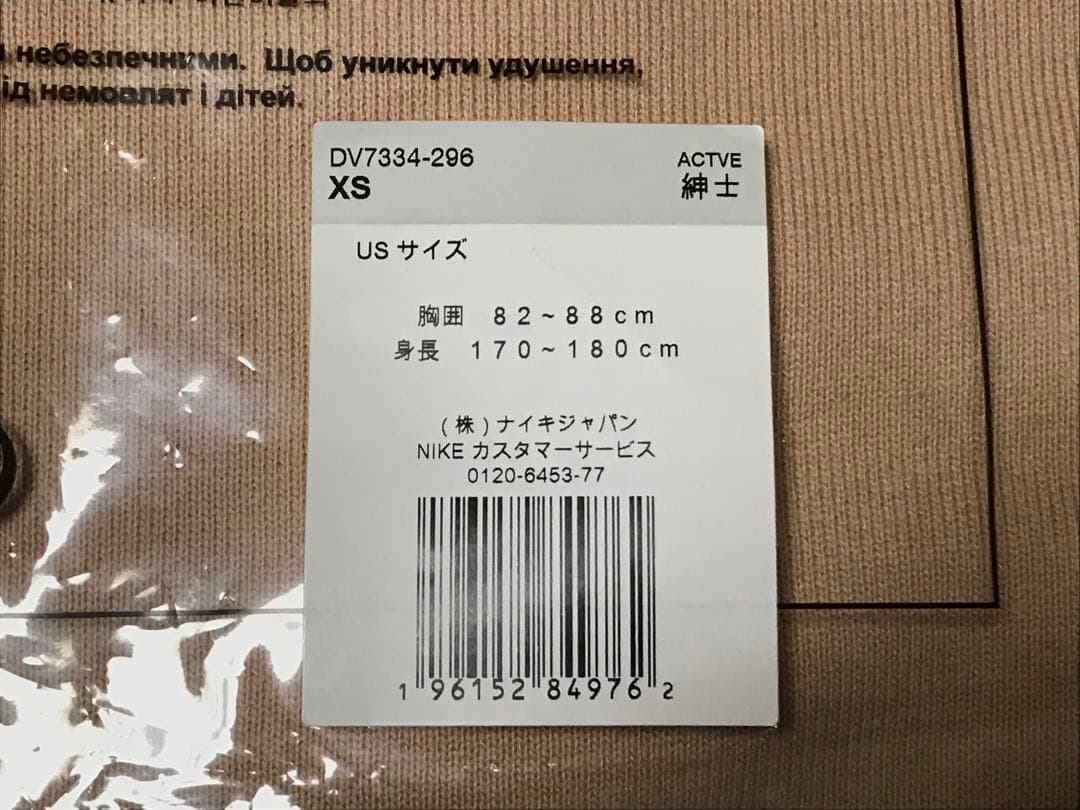 небезпечними. Щоб уникнути удушення,
ід немовлят і дітей.
DV7334-296
ACTVE
XS
紳士
US サイズ
胸囲 82~88cm
身長 170~180cm
(株)ナイキジャパン
NIKE カスタマーサービス
0120-6453-77
1 96152 84976 2